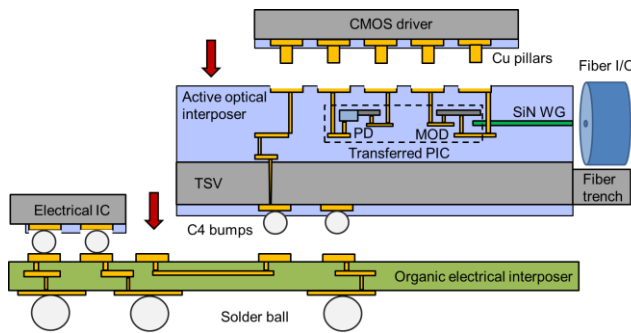 CMOS driver
Cu pillars
Fiber I/O
Active optical
interposer
SiN WG
PD
MOD
Transferred PIC
TSV
Fiber
trench
Electrical IC
C4 bumps
Organic electrical interposer
Solder ball